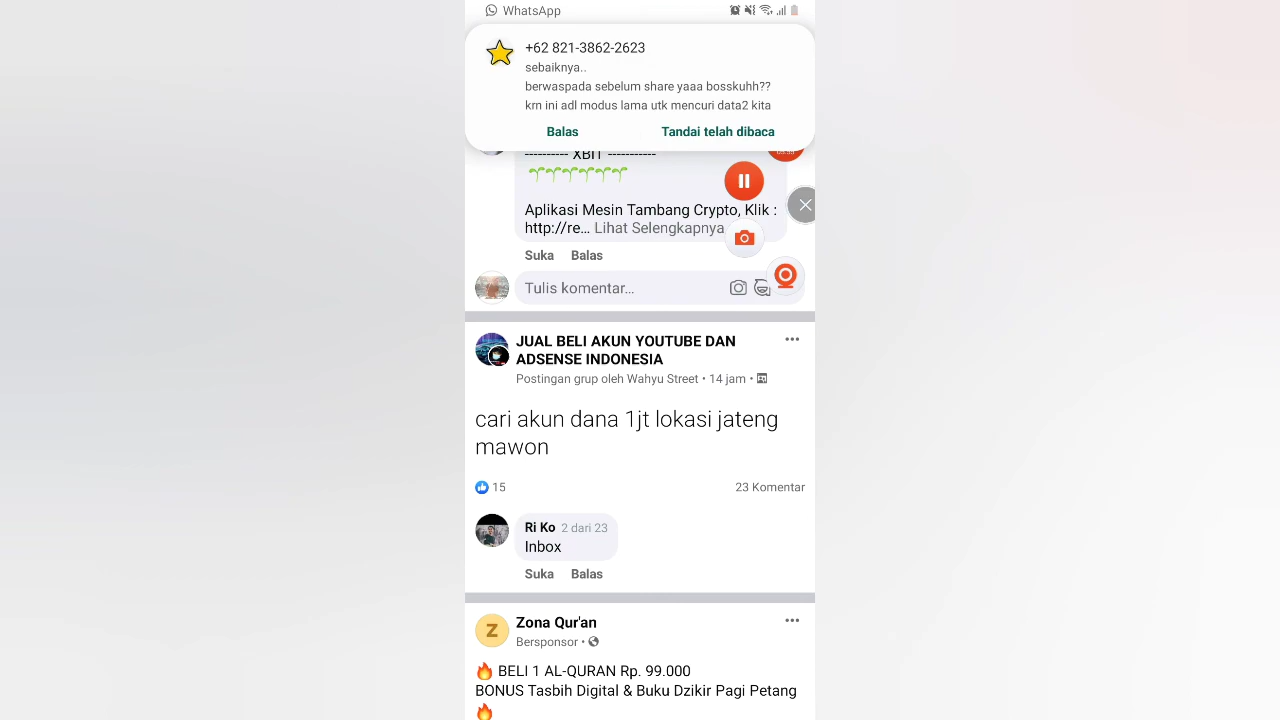 WhatsApp
+62 821-3862-2623
sebaiknya..
berwaspada sebelum share yaaa bosskuhh??
krn ini adl modus lama utk mencuri data2 kita
Balas Tandai telah dibaca
---------- XBIT -----------
🌱🌱🌱🌱🌱🌱
Aplikasi Mesin Tambang Crypto, Klik :
http://re... Lihat Selengkapnya
Suka Balas
Tulis komentar...
JUAL BELI AKUN YOUTUBE DAN
ADSENSE INDONESIA
Postingan grup oleh Wahyu Street • 14 jam •
cari akun dana 1jt lokasi jateng
mawon
15 23 Komentar
Ri Ko 2 dari 23
Inbox
Suka Balas
Z
Zona Qur'an
Bersponsor •
🔥 BELI 1 AL-QURAN Rp. 99.000
BONUS Tasbih Digital & Buku Dzikir Pagi Petang
🔥